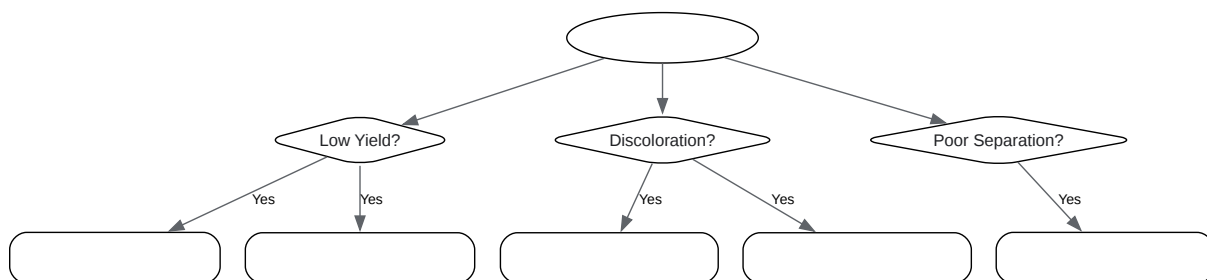 Low Yield?
Discoloration?
Poor Separation?
Yes
Yes
Yes
Yes
Yes